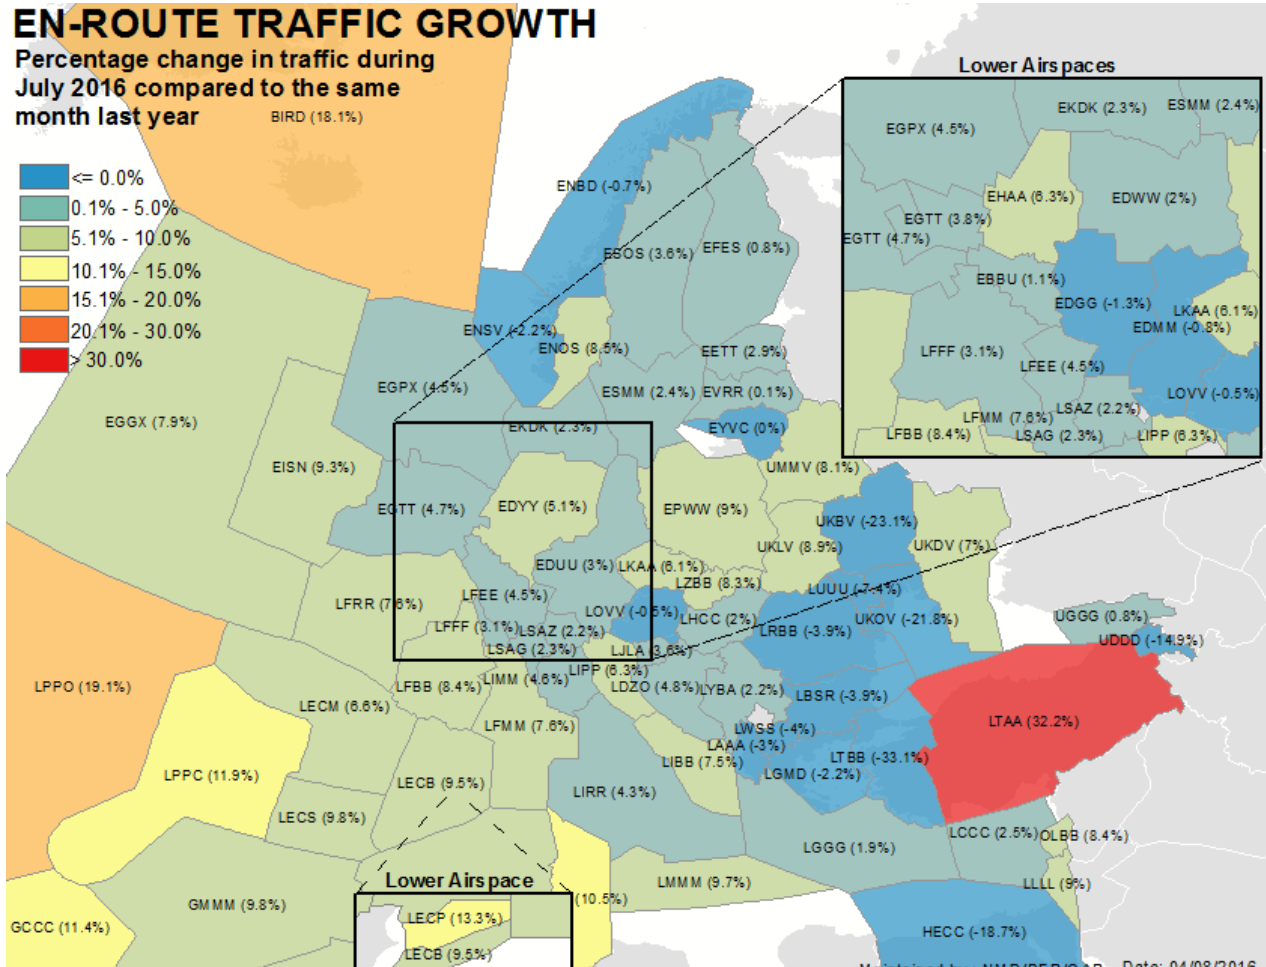 EN-ROUTE TRAFFIC GROWTH
Percentage change in traffic during
July 2016 compared to the same
month last year
<= 0.0%
0.1% - 5.0%
5.1% - 10.0%
10.1% - 15.0%
15.1% - 20.0%
20.1% - 30.0%
> 30.0%
BIRD (18.1%)
ENBD (-0.7%)
ESOS (3.6%)
EFES (0.8%)
ENSV (-2.2%)
ENOS (8.5%)
EETT (2.9%)
EGPX (4.5%)
ESMM (2.4%)
EVRR (0.1%)
EGGX (7.9%)
EKDK (2.3%)
EYVC (0%)
EISN (9.3%)
UMMV (8.1%)
EGTT (4.7%)
EDYY (5.1%)
EPWW (9%)
UKBV (-23.1%)
UKLV (8.9%)
UKDV (7%)
EDUU (3%)
LKAA (6.1%)
LZBB (8.3%)
LUUU (-7.4%)
LFRR (7.6%)
LFEE (4.5%)
LOVV (-0.5%)
LHCC (2%)
LRBB (-3.9%)
UKOV (-21.8%)
UGGG (0.8%)
LFFF (3.1%)
LSAZ (2.2%)
UDDD (-14.9%)
LSAG (2.3%)
LJLA (3.6%)
LIPP (6.3%)
LIMM (4.6%)
LPPO (19.1%)
LFBB (8.4%)
LDZO (4.8%)
LYBA (2.2%)
LBSR (-3.9%)
LECM (6.6%)
LFMM (7.6%)
LWSS (-4%)
LTAA (32.2%)
LAAA (-3%)
LIBB (7.5%)
LTBB (-33.1%)
LPPC (11.9%)
LGMD (-2.2%)
LECB (9.5%)
LIRR (4.3%)
LECS (9.8%)
LGGG (1.9%)
LCCC (2.5%)
OLBB (8.4%)
LMMM (9.7%)
LLLL (9%)
GMMM (9.8%)
(10.5%)
GCCC (11.4%)
HECC (-18.7%)
Lower Airspace
LECP (13.3%)
LECB (9.5%)
Lower Airspaces
EKDK (2.3%)
ESMM (2.4%)
EGPX (4.5%)
EHAA (6.3%)
EDWW (2%)
EGTT (3.8%)
EGTT (4.7%)
EBBU (1.1%)
EDGG (-1.3%)
LKAA (6.1%)
EDMM (-0.8%)
LFFF (3.1%)
LFEE (4.5%)
LOVV (-0.5%)
LSAZ (2.2%)
LFMM (7.6%)
LFBB (8.4%)
LSAG (2.3%)
LIPP (6.3%)
Date: 04/08/2016